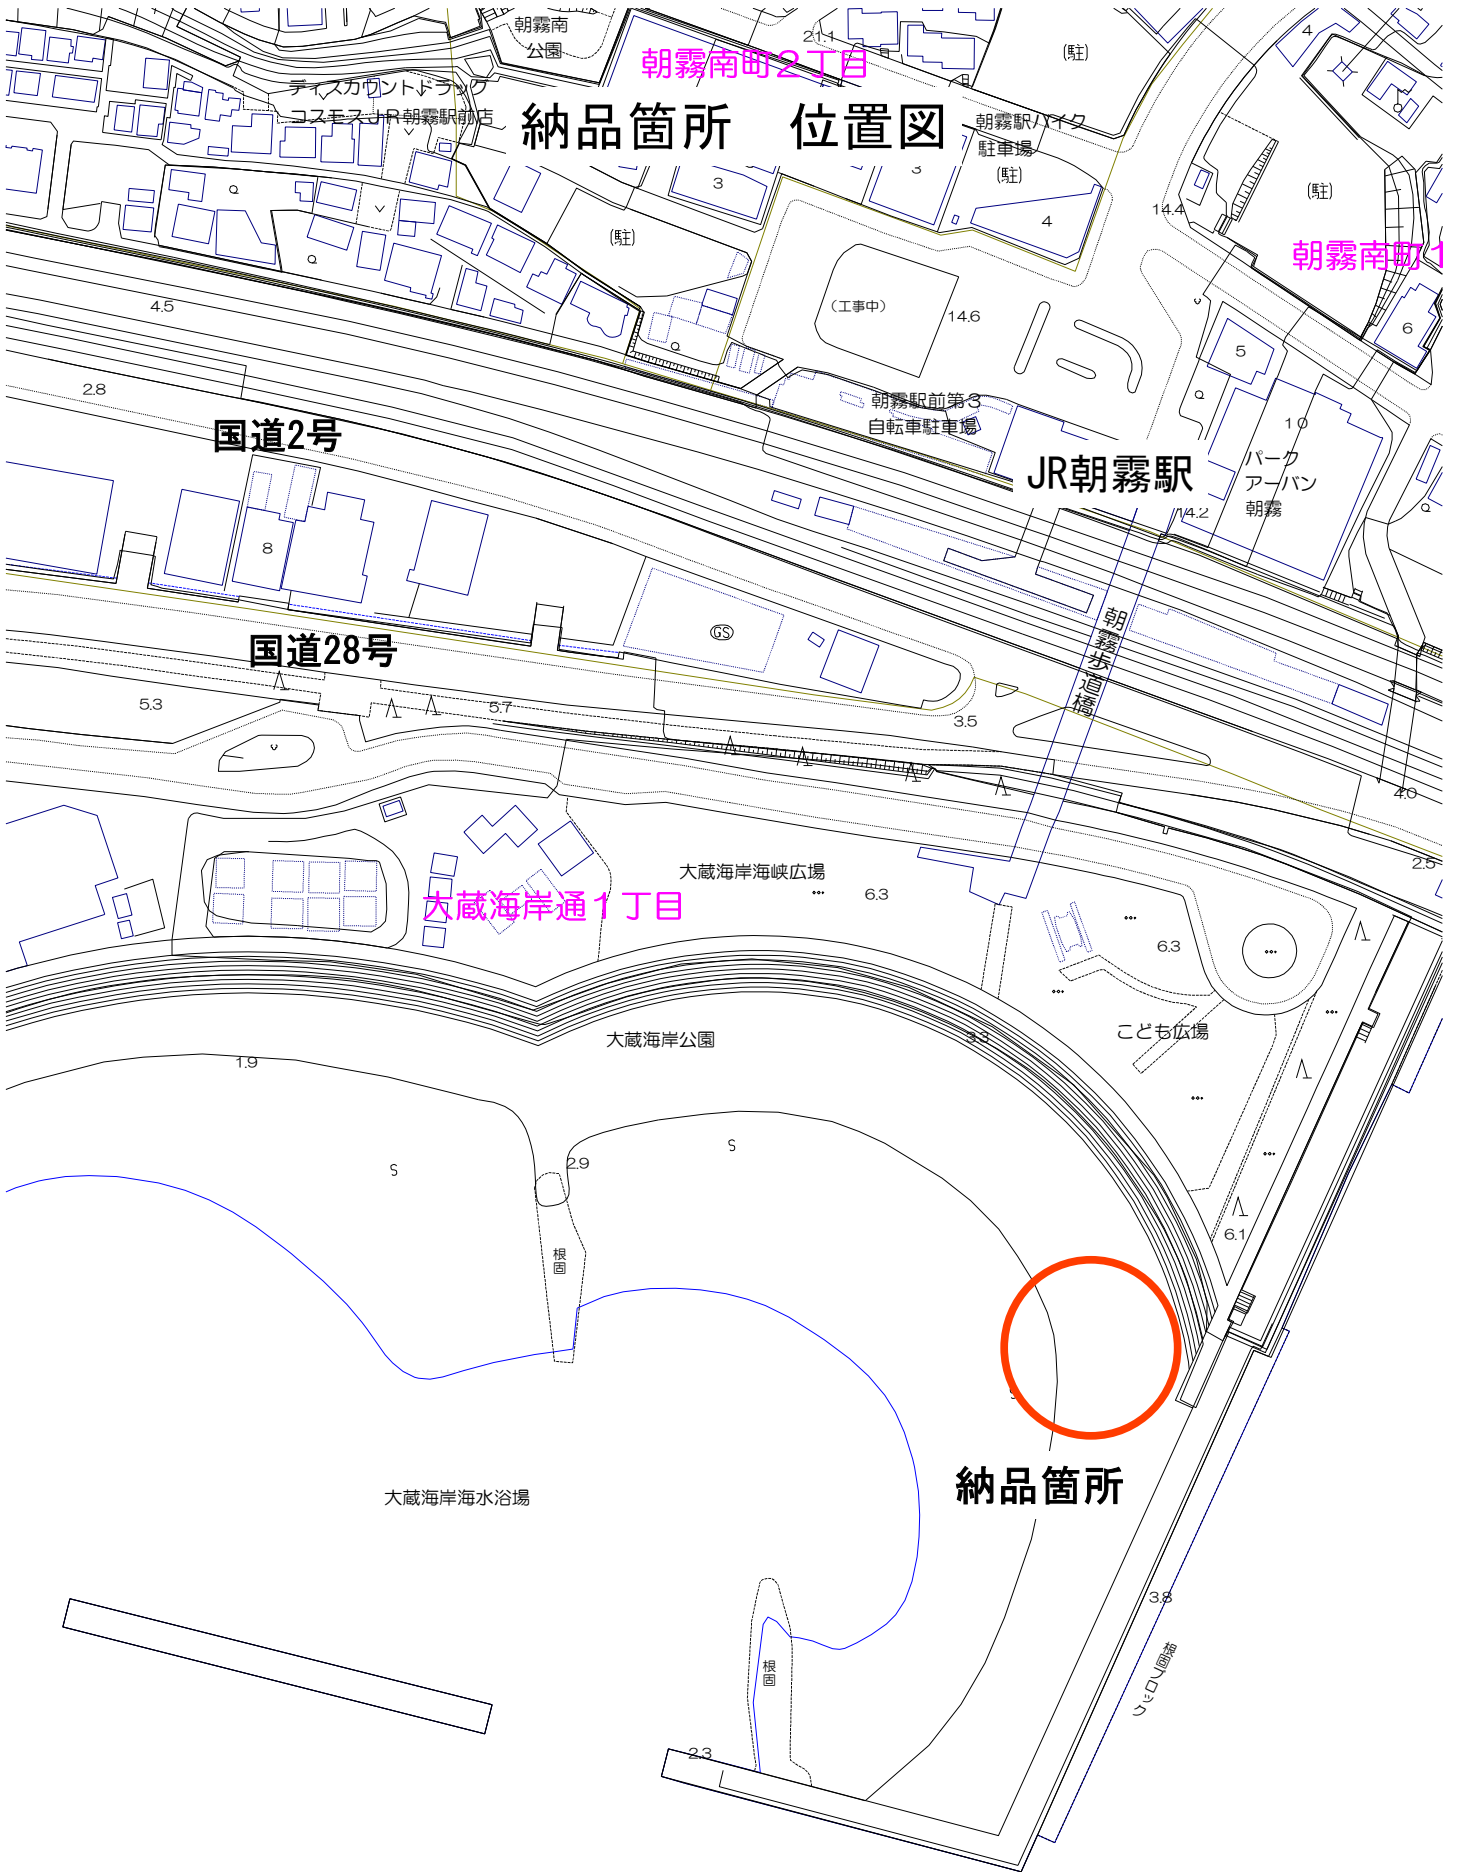 朝霧南
公園
21.1
朝霧南町2丁目
(駐)
4
ディスカウントドラッグ
コスモスJR朝霧駅前店
納品箇所　位置図
朝霧駅バイク
駐車場
(駐)
3
3
4
(駐)
14.4
(駐)
朝霧南町1
4.5
(工事中)
14.6
6
5
2.8
国道2号
朝霧駅前第3
自転車駐車場
10
JR朝霧駅
パーク
アーバン
朝霧
14.2
8
GS
国道28号
朝霧歩道橋
5.3
5.7
3.5
4.0
2.5
大蔵海岸海峡広場
6.3
大蔵海岸通1丁目
6.3
大蔵海岸公園
3.3
こども広場
1.9
S
S
2.9
根固
6.1
S
納品箇所
大蔵海岸海水浴場
3.8
根固ブロック
根固
2.3